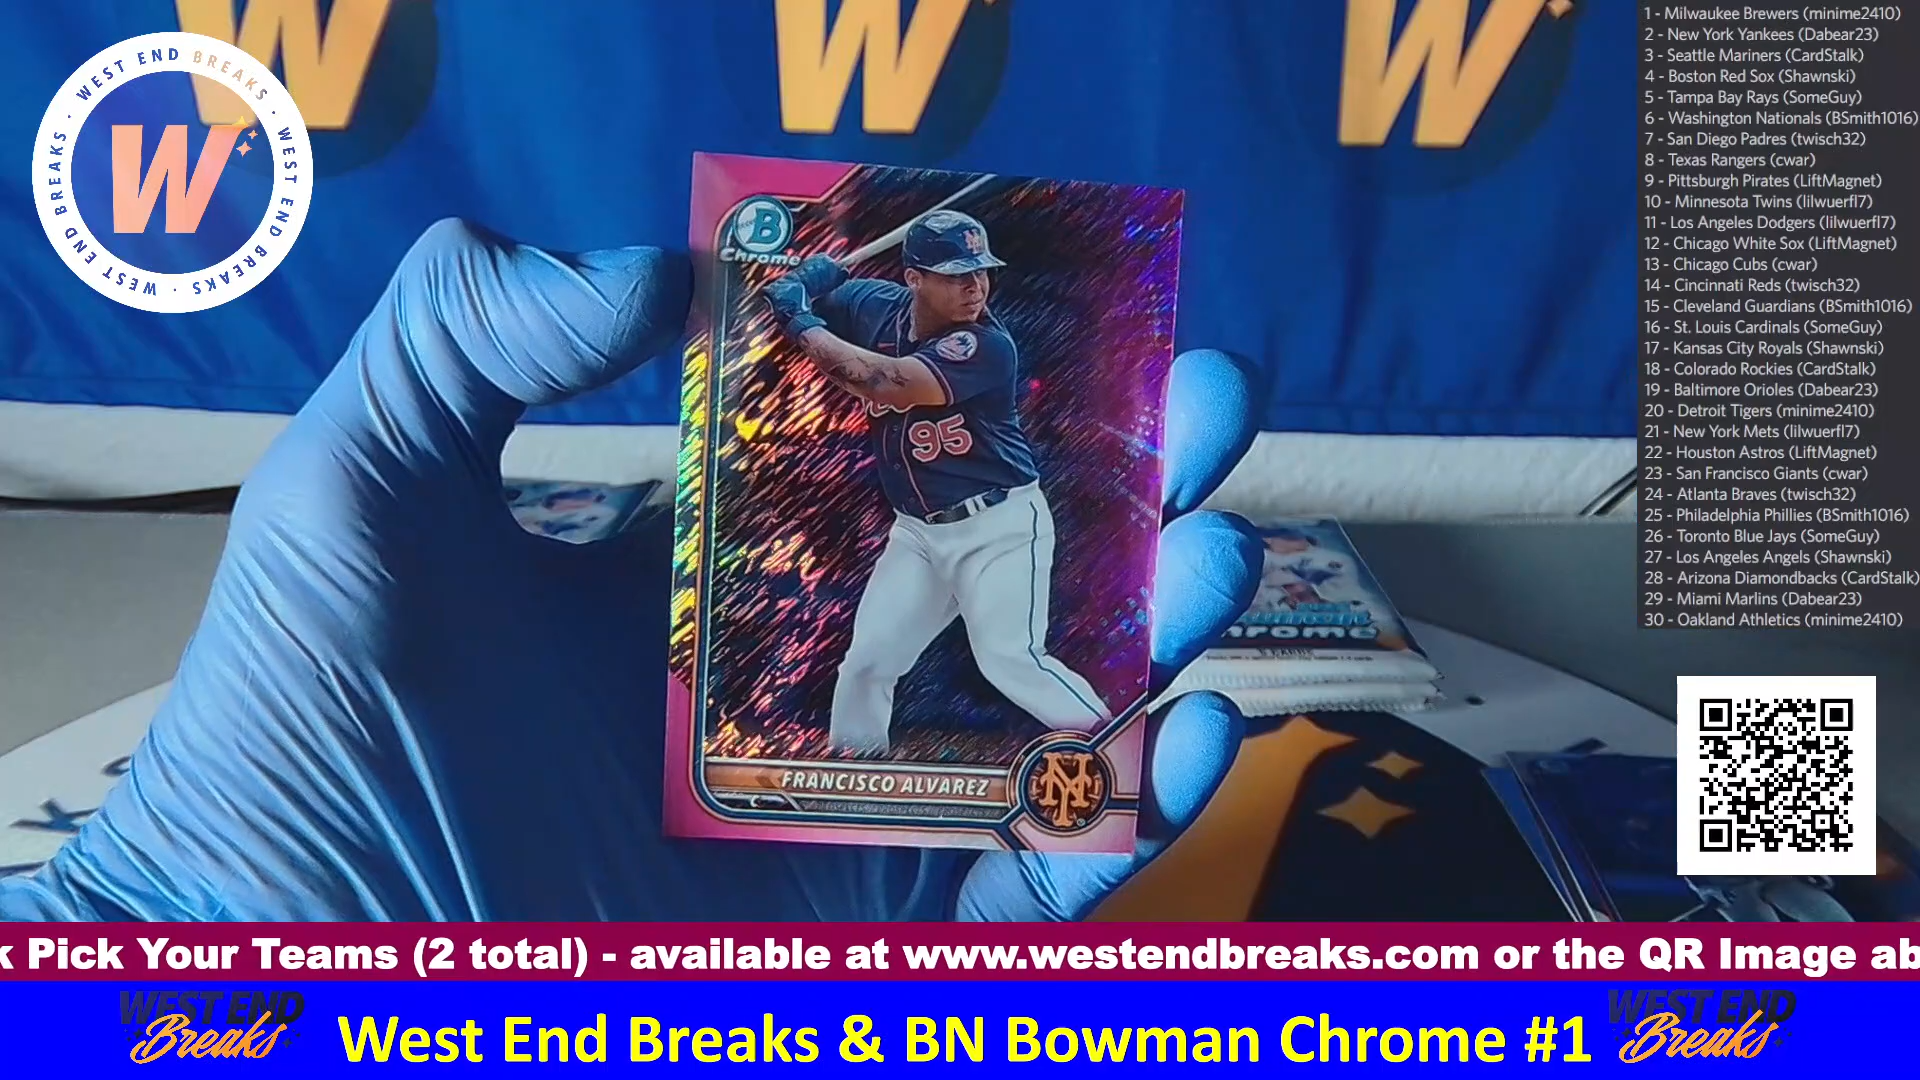 WEST END BREAKS · WEST END BREAKS · WEST END BREAKS ·
W
W
W
W
1 - Milwaukee Brewers (minime2410)
2 - New York Yankees (Dabear23)
3 - Seattle Mariners (CardStalk)
4 - Boston Red Sox (Shawnski)
5 - Tampa Bay Rays (SomeGuy)
6 - Washington Nationals (BSmith1016)
7 - San Diego Padres (twisch32)
8 - Texas Rangers (cwar)
9 - Pittsburgh Pirates (LiftMagnet)
10 - Minnesota Twins (lilwuerfl7)
11 - Los Angeles Dodgers (lilwuerfl7)
12 - Chicago White Sox (LiftMagnet)
13 - Chicago Cubs (cwar)
14 - Cincinnati Reds (twisch32)
15 - Cleveland Guardians (BSmith1016)
16 - St. Louis Cardinals (SomeGuy)
17 - Kansas City Royals (Shawnski)
18 - Colorado Rockies (CardStalk)
19 - Baltimore Orioles (Dabear23)
20 - Detroit Tigers (minime2410)
21 - New York Mets (lilwuerfl7)
22 - Houston Astros (LiftMagnet)
23 - San Francisco Giants (cwar)
24 - Atlanta Braves (twisch32)
25 - Philadelphia Phillies (BSmith1016)
26 - Toronto Blue Jays (SomeGuy)
27 - Los Angeles Angels (Shawnski)
28 - Arizona Diamondbacks (CardStalk)
29 - Miami Marlins (Dabear23)
30 - Oakland Athletics (minime2410)
B
Chrome
NY
95
FRANCISCO ALVAREZ
C
NY
hrome
k Pick Your Teams (2 total) - available at www.westendbreaks.com or the QR Image ab
WEST END
Breaks
West End Breaks & BN Bowman Chrome #1
WEST END
Breaks